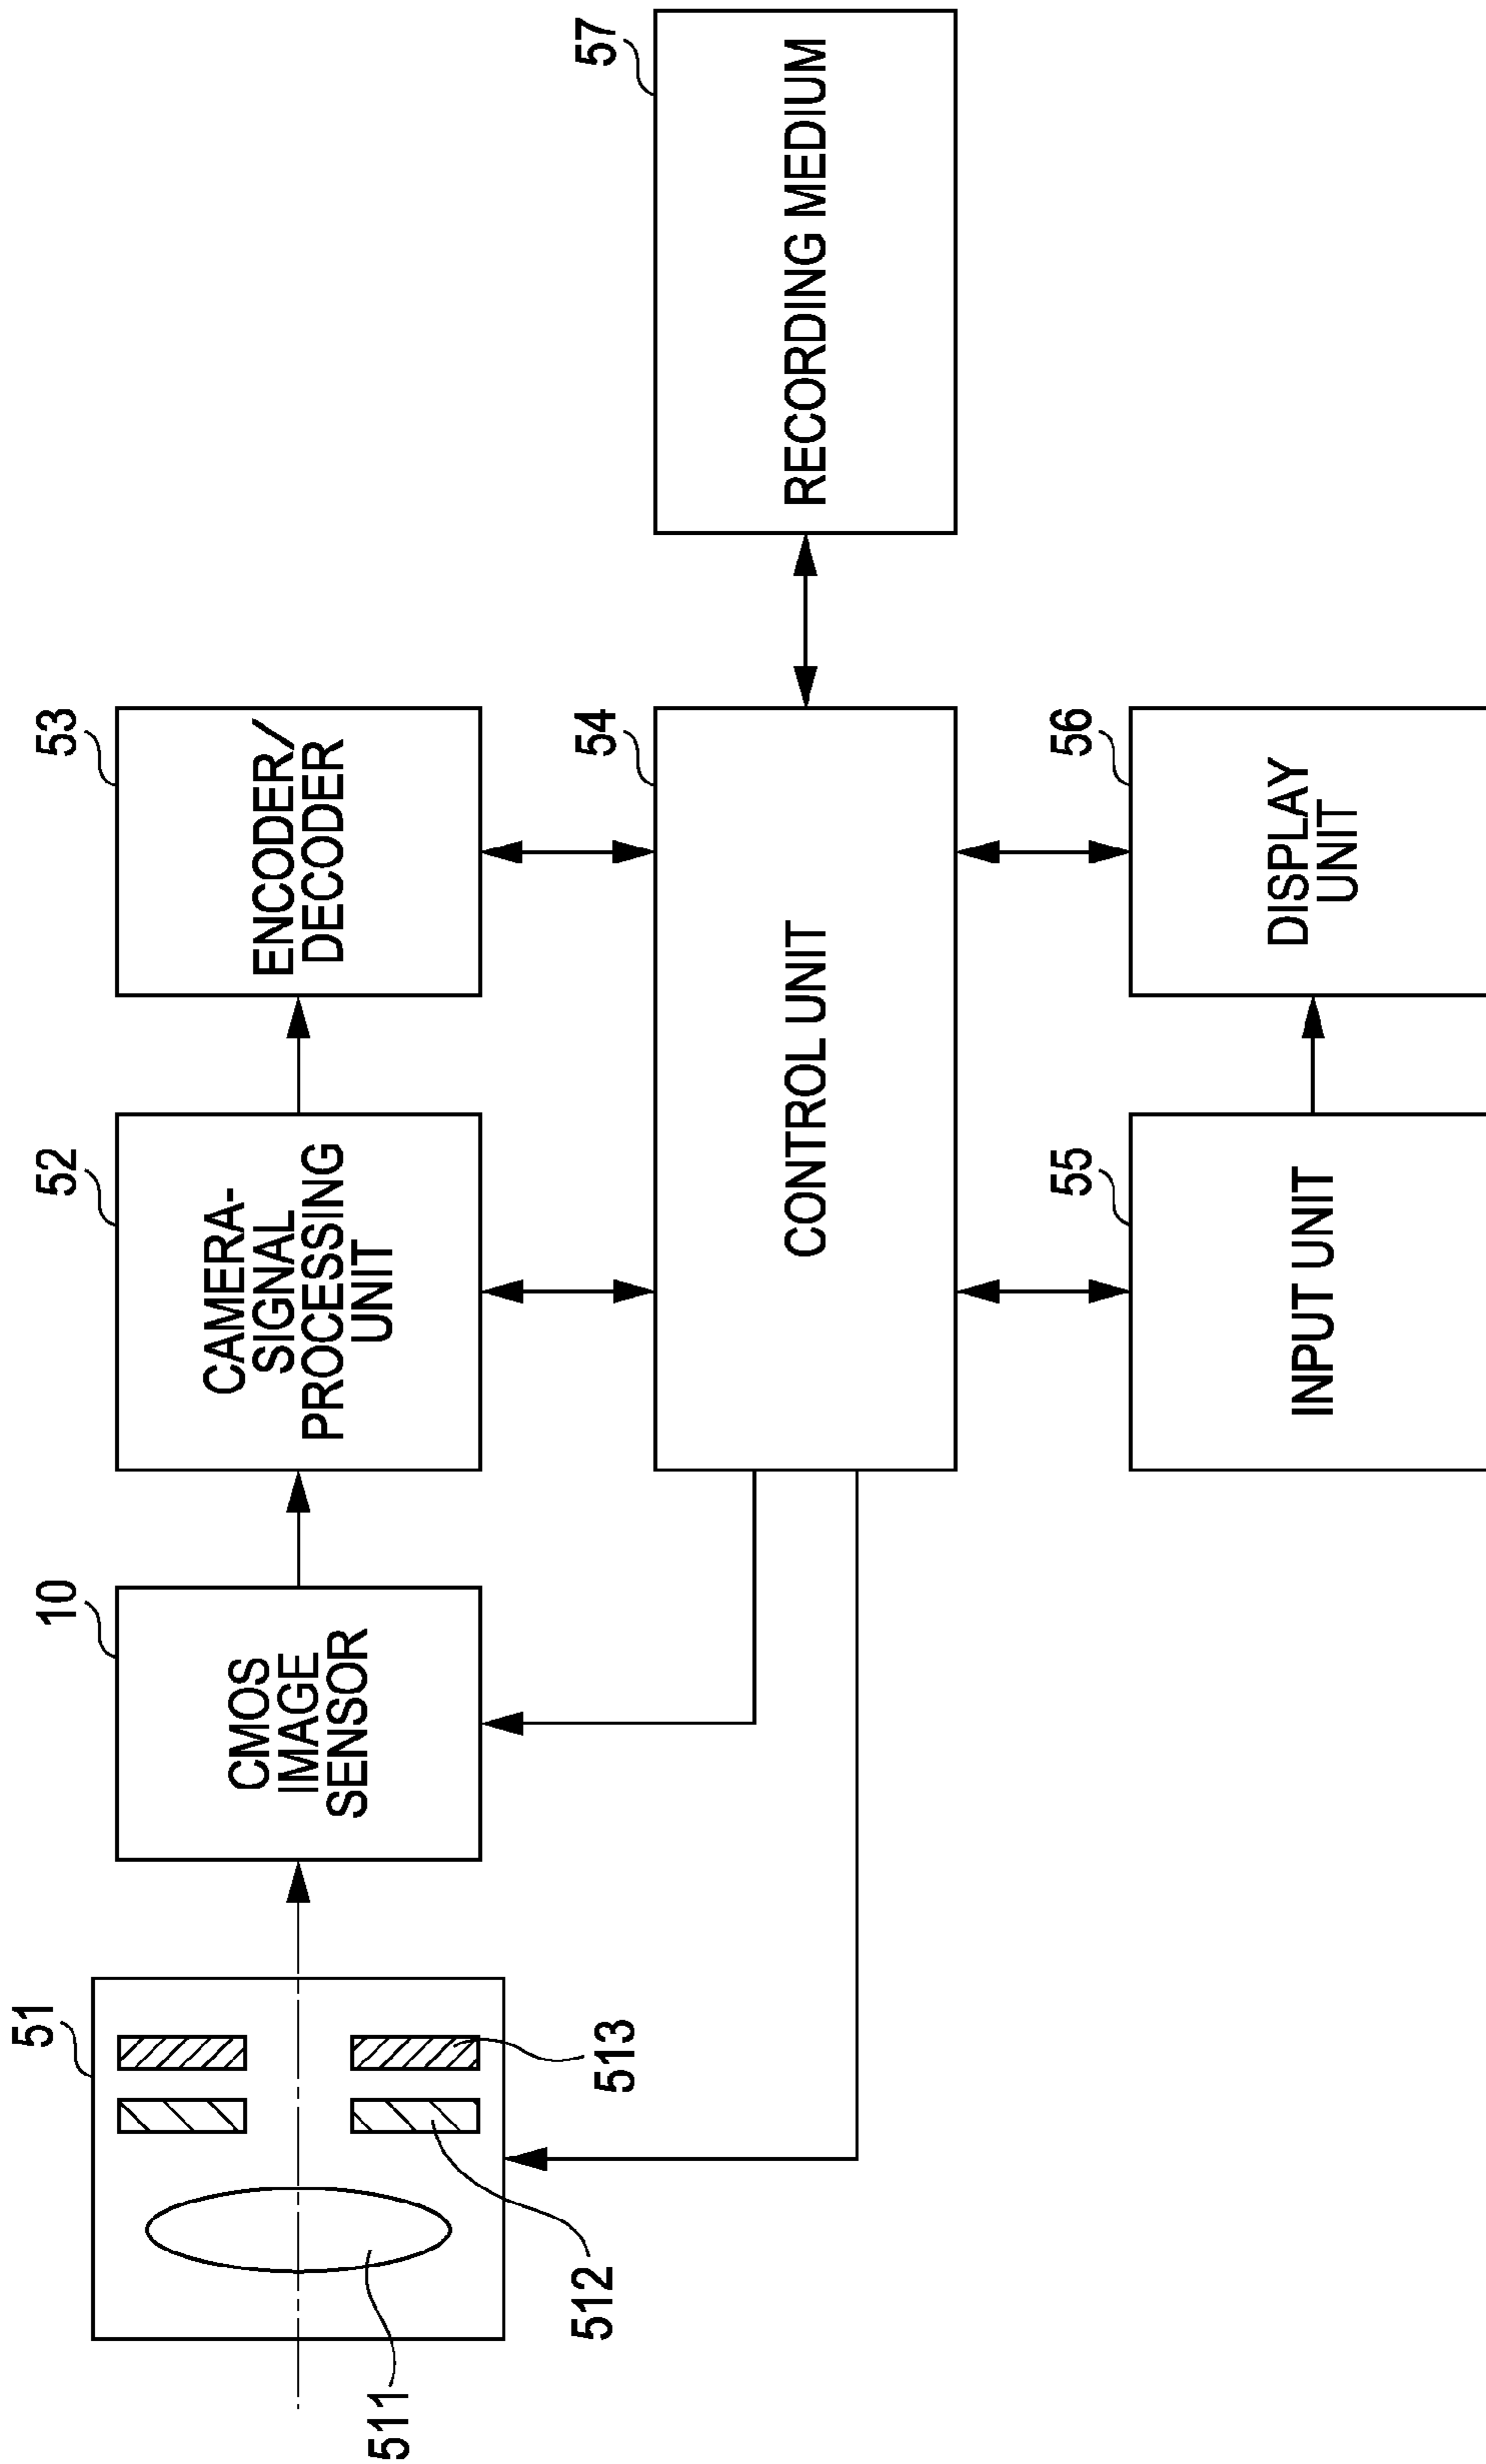 51
10
52
53
CMOS
IMAGE
SENSOR
CAMERA-
SIGNAL
PROCESSING
UNIT
ENCODER/
DECODER
511
512
513
54
57
CONTROL UNIT
RECORDING MEDIUM
55
56
INPUT UNIT
DISPLAY
UNIT